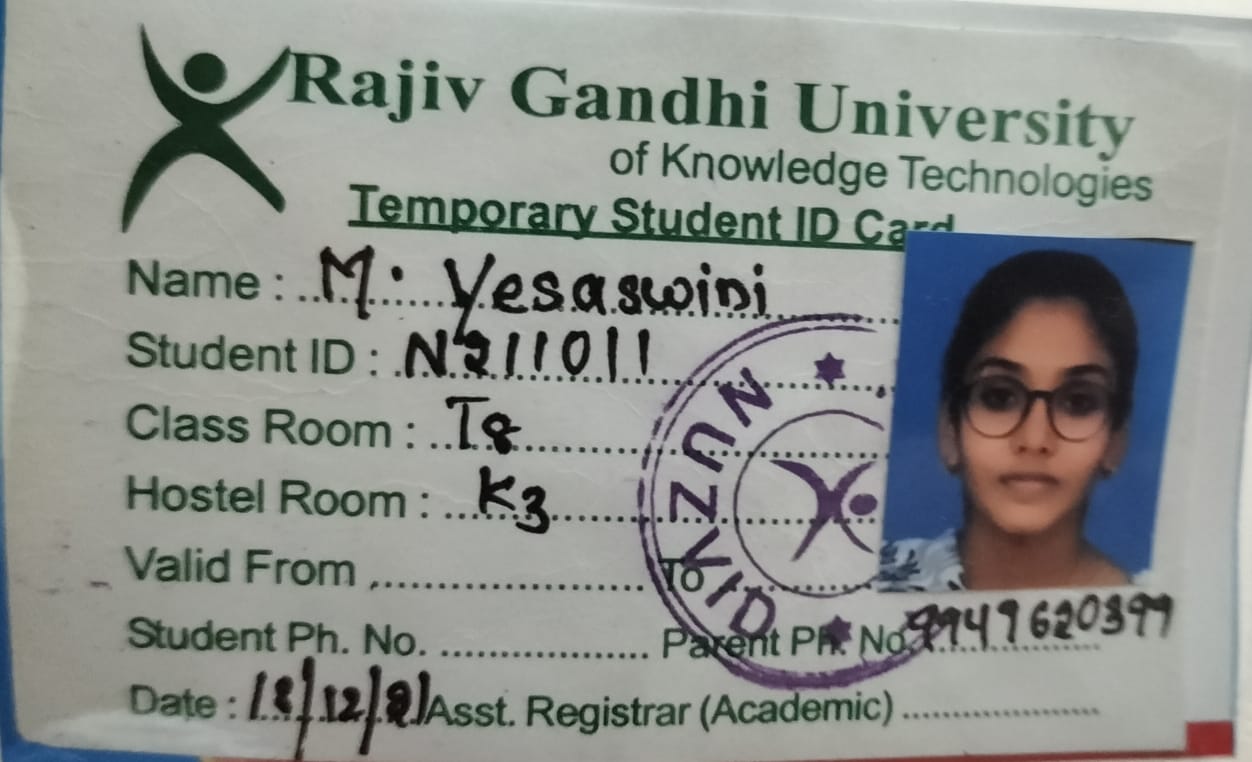 Rajiv Gandhi University
of Knowledge Technologies
Temporary Student ID Card
Name : M. Yesaswini
Student ID : N211011
Class Room : T8
Hostel Room : K3
Valid From To
Student Ph. No. Parent Ph. No. 9949620399
Date : 18/12/21 Asst. Registrar (Academic)
NUZVID